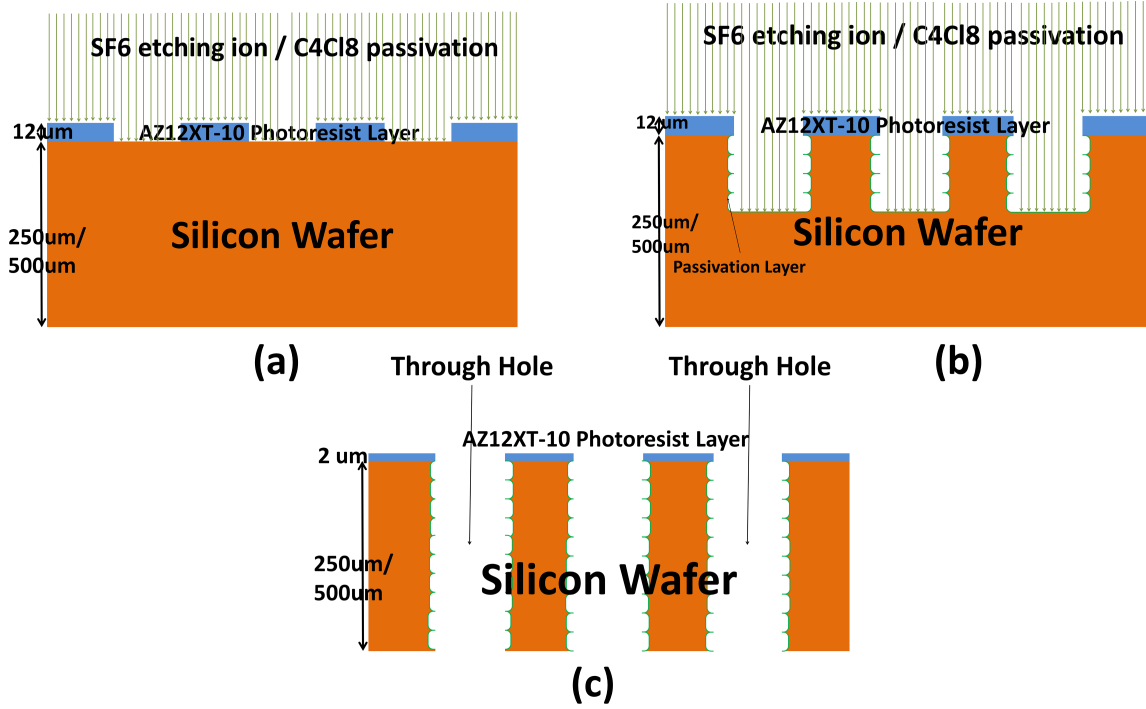 SF6 etching ion / C4Cl8 passivation
12um
AZ12XT-10 Photoresist Layer
250um/
500um
Silicon Wafer
(a)
SF6 etching ion / C4Cl8 passivation
12um
AZ12XT-10 Photoresist Layer
250um/
500um
Silicon Wafer
Passivation Layer
(b)
Through Hole
Through Hole
AZ12XT-10 Photoresist Layer
2 um
250um/
500um
Silicon Wafer
(c)